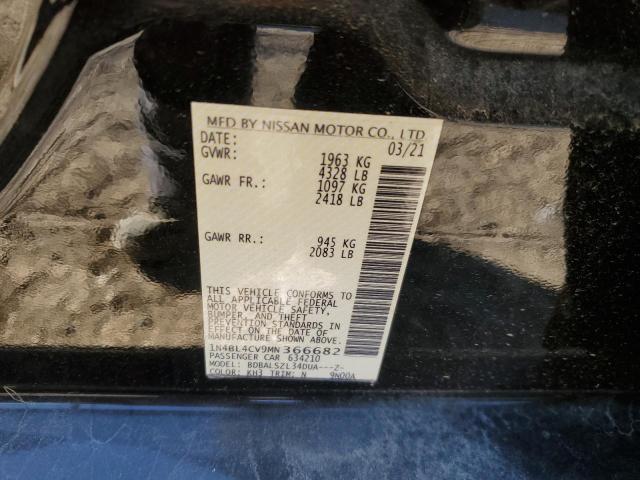 MFD BY NISSAN MOTOR CO., LTD
DATE: 03/21
GVWR: 1963 KG
4328 LB
GAWR FR.: 1097 KG
2418 LB
GAWR RR.: 945 KG
2083 LB
THIS VEHICLE CONFORMS TO
ALL APPLICABLE FEDERAL
MOTOR VEHICLE SAFETY,
BUMPER, AND THEFT
PREVENTION STANDARDS IN
EFFECT ON THE DATE OF
MANUFACTURE SHOWN ABOVE.
1N4BL4CV9MN366682
PASSENGER CAR 634210
MODEL: BDBALSZL34DUA---Z-
COLOR: KH3 TRIM: N 9N00A